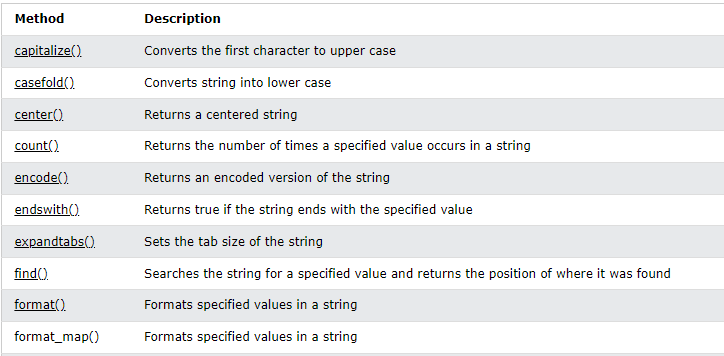 Method Description
capitalize() Converts the first character to upper case
casefold() Converts string into lower case
center() Returns a centered string
count() Returns the number of times a specified value occurs in a string
encode() Returns an encoded version of the string
endswith() Returns true if the string ends with the specified value
expandtabs() Sets the tab size of the string
find() Searches the string for a specified value and returns the position of where it was found
format() Formats specified values in a string
format_map() Formats specified values in a string